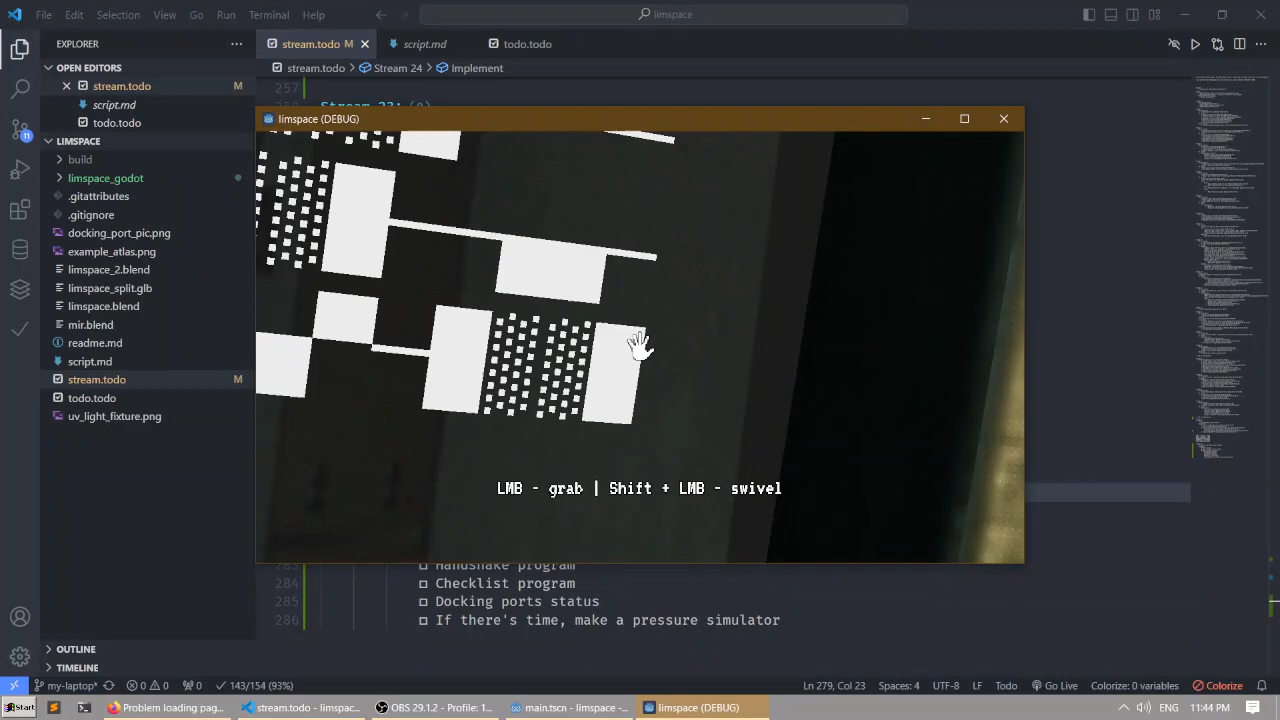 File Edit Selection View Go Run Terminal Help
limspace
EXPLORER
stream.todo M
script.md
todo.todo
OPEN EDITORS
stream.todo > Stream 24 > Implement
stream.todo M
script.md
todo.todo
257
limspace (DEBUG)
LIMSPACE
build
limspace_godot
.gitattributes
.gitignore
docking_port_pic.png
example_atlas.png
limspace_2.blend
limspace_split.glb
limspace.blend
mir.blend
readme.md
script.md
stream.todo M
todo.todo
uv_light_fixture.png
11
LMB - grab | Shift + LMB - swivel
283 Handshake program
284 Checklist program
285 Docking ports status
286 If there's time, make a pressure simulator
OUTLINE
TIMELINE
my-laptop* 0 0 0 143/154 (93%) Ln 279, Col 23 Spaces: 4 UTF-8 LF Todo Go Live Colorize: 0 variables Colorize
Start Problem loading pag... stream.todo - limspac... OBS 29.1.2 - Profile: 1... main.tscn - limspace -... limspace (DEBUG) ENG 11:44 PM